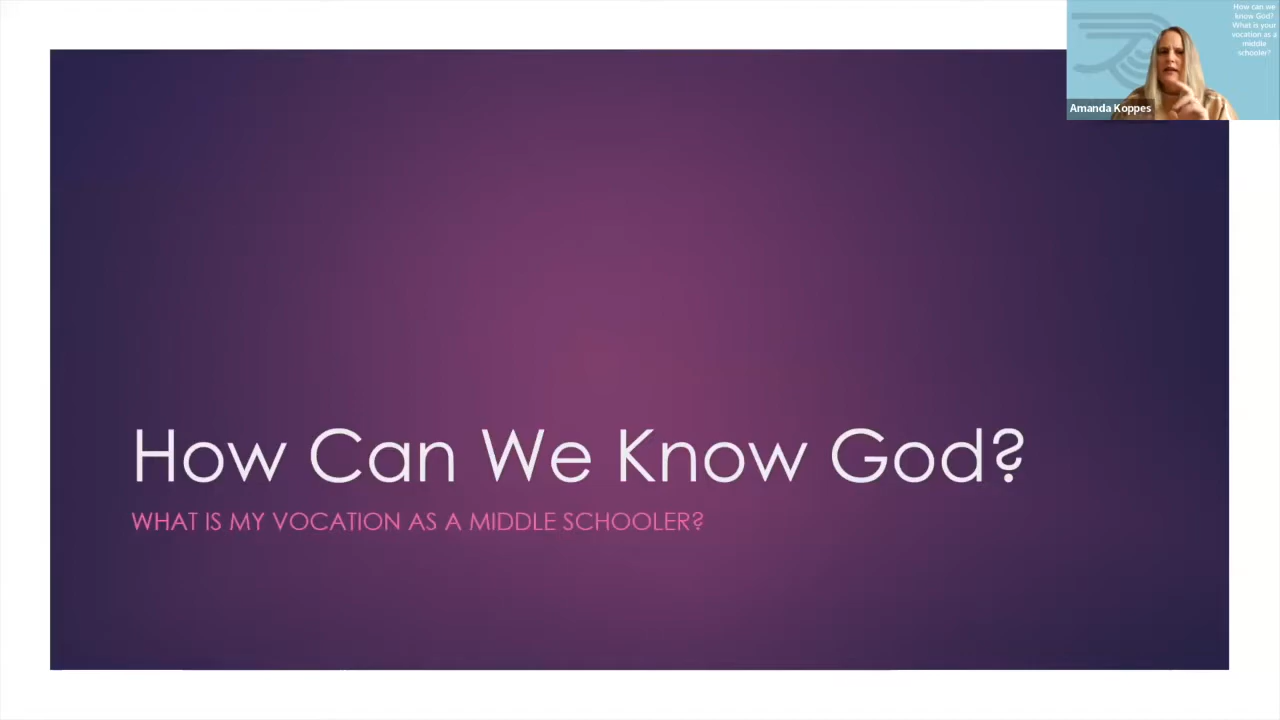 How can we
know God?
What is your
vocation as a
middle
schooler?
Amanda Koppes
How Can We Know God?
WHAT IS MY VOCATION AS A MIDDLE SCHOOLER?